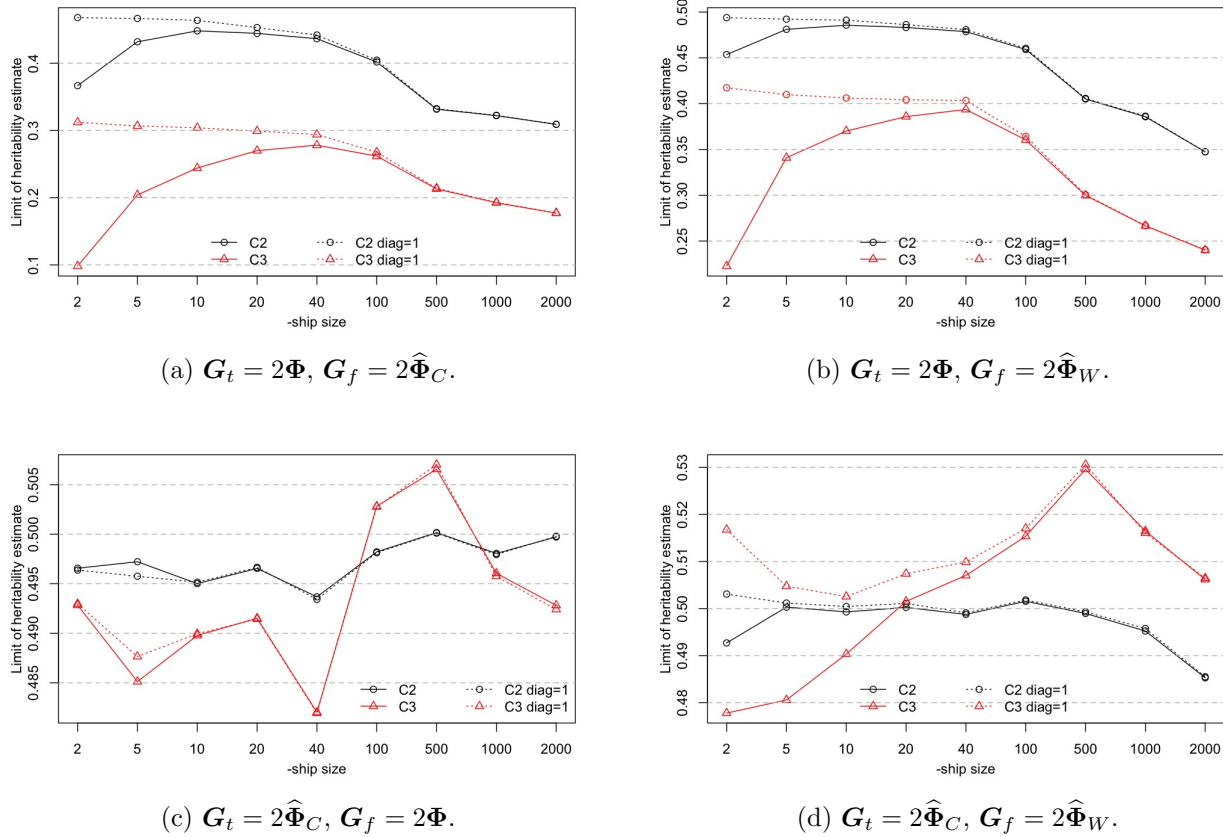 0.4
0.3
0.2
0.1
Limit of heritability estimate
C2
C2 diag=1
C3
C3 diag=1
2 5 10 20 40 100 500 1000 2000
-ship size
(a) G_t = 2Φ, G_f = 2Φ̂_C.
0.50
0.45
0.40
0.35
0.30
0.25
Limit of heritability estimate
C2
C2 diag=1
C3
C3 diag=1
2 5 10 20 40 100 500 1000 2000
-ship size
(b) G_t = 2Φ, G_f = 2Φ̂_W.
0.505
0.500
0.495
0.490
0.485
Limit of heritability estimate
C2
C2 diag=1
C3
C3 diag=1
2 5 10 20 40 100 500 1000 2000
-ship size
(c) G_t = 2Φ̂_C, G_f = 2Φ.
0.53
0.52
0.51
0.50
0.49
0.48
Limit of heritability estimate
C2
C2 diag=1
C3
C3 diag=1
2 5 10 20 40 100 500 1000 2000
-ship size
(d) G_t = 2Φ̂_C, G_f = 2Φ̂_W.